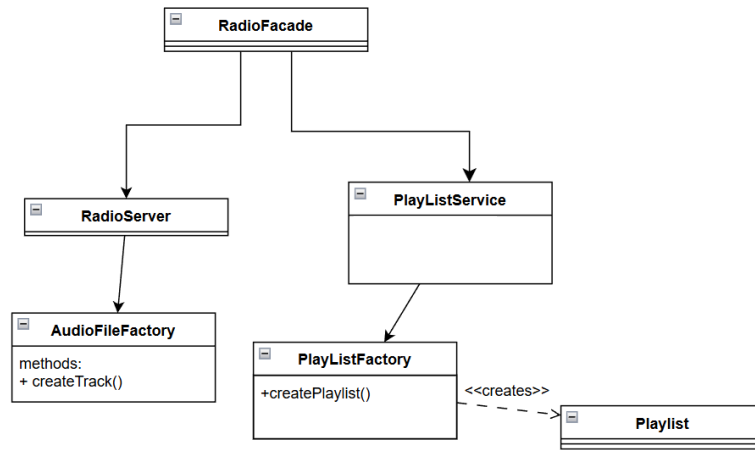 RadioFacade
RadioServer
PlayListService
AudioFileFactory
methods:
+ createTrack()
PlayListFactory
+createPlaylist()
<<creates>>
Playlist